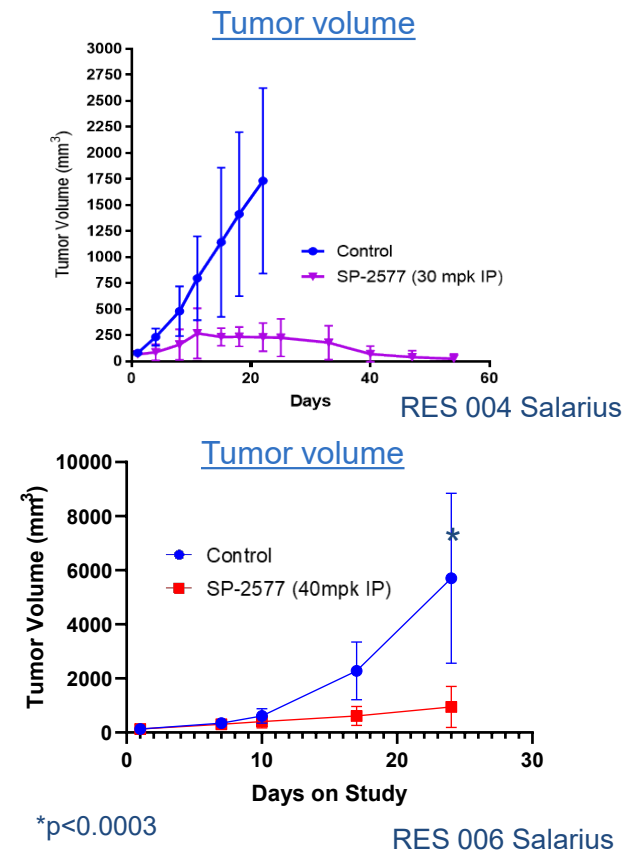 Tumor volume
3000
2750
2500
2250
2000
1750
1500
1250
1000
750
500
250
0
Tumor Volume (mm3)
Control
SP-2577 (30 mpk IP)
0 20 40 60
Days
RES 004 Salarius
Tumor volume
10000
8000
6000
4000
2000
0
Tumor Volume (mm3)
*
Control
SP-2577 (40mpk IP)
0 10 20 30
Days on Study
*p<0.0003
RES 006 Salarius